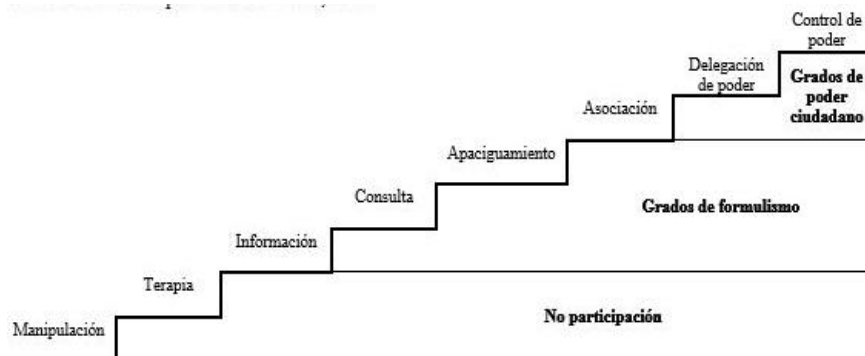 Control de
poder
Delegación
de poder
Grados de
poder
ciudadano
Asociación
Apaciguamiento
Consulta
Grados de formulismo
Información
Terapia
Manipulación
No participación